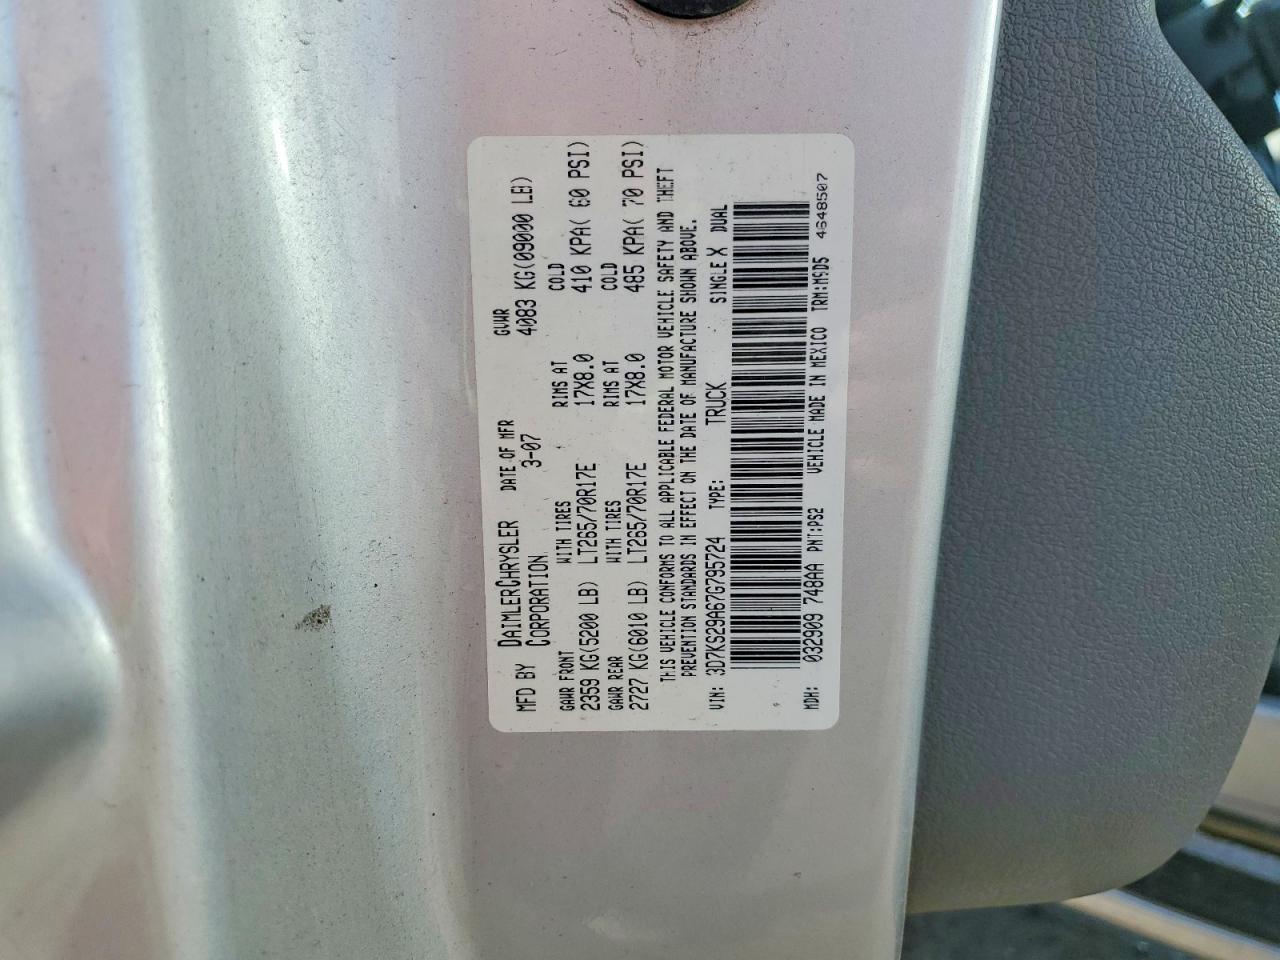 MFD BY DAIMLERCHRYSLER CORPORATION DATE OF MFR 3-07 GVWR 4083 KG(09000 LB)
GAWR FRONT WITH TIRES RIMS AT COLD
2359 KG(5200 LB) LT265/70R17E 17X8.0 410 KPA( 60 PSI)
GAWR REAR WITH TIRES RIMS AT COLD
2727 KG(6010 LB) LT265/70R17E 17X8.0 485 KPA( 70 PSI)
THIS VEHICLE CONFORMS TO ALL APPLICABLE FEDERAL MOTOR VEHICLE SAFETY AND THEFT
PREVENTION STANDARDS IN EFFECT ON THE DATE OF MANUFACTURE SHOWN ABOVE.
VIN: 3D7KS29A67G795724 TYPE: TRUCK SINGLE X DUAL
MDH: 032909 748AA PNT:PS2 VEHICLE MADE IN MEXICO TRM:M9D5 4648507